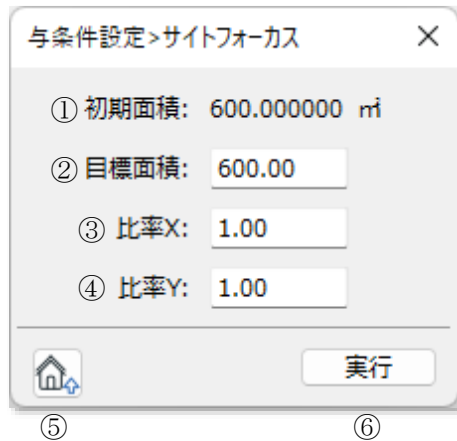 与条件設定>サイトフォーカス
① 初期面積: 600.000000 ㎡
② 目標面積: 600.00
③ 比率X: 1.00
④ 比率Y: 1.00
実行
⑤ ⑥